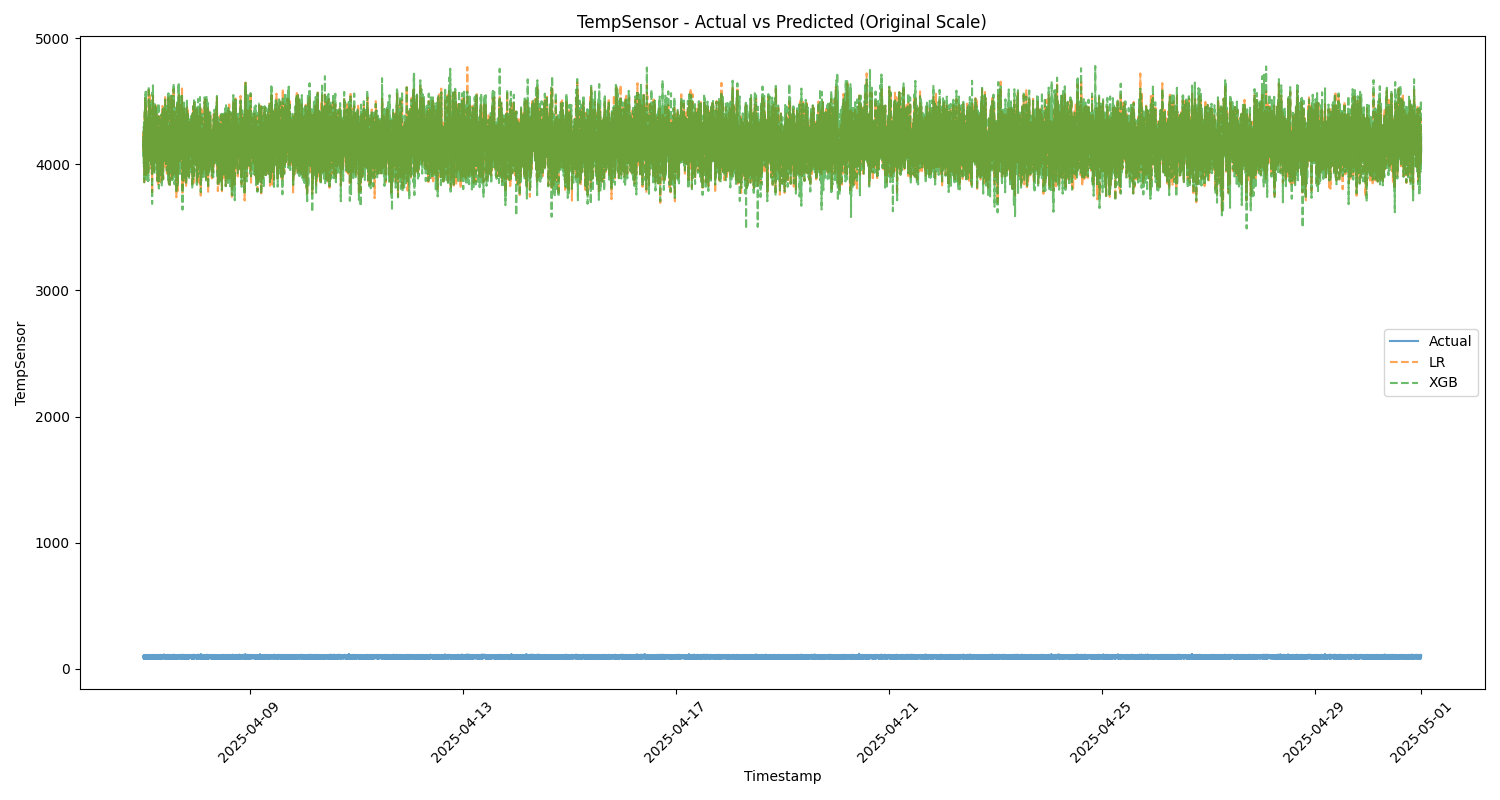 TempSensor - Actual vs Predicted (Original Scale)
5000
4000
3000
2000
1000
0
TempSensor
Actual
LR
XGB
2025-04-09
2025-04-13
2025-04-17
2025-04-21
2025-04-25
2025-04-29
2025-05-01
Timestamp